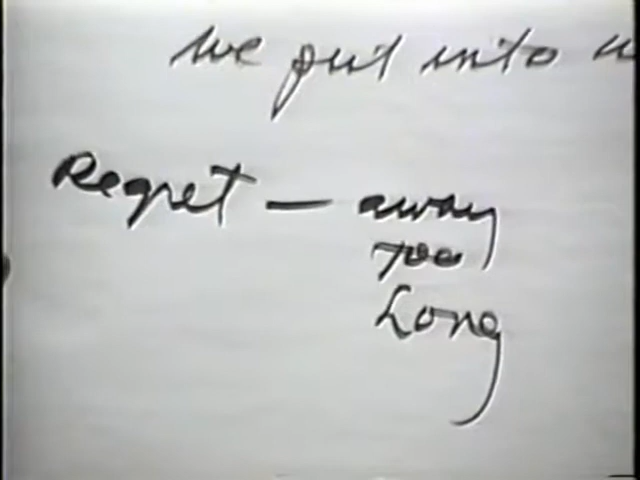 we put into
Regret — away
too
Long